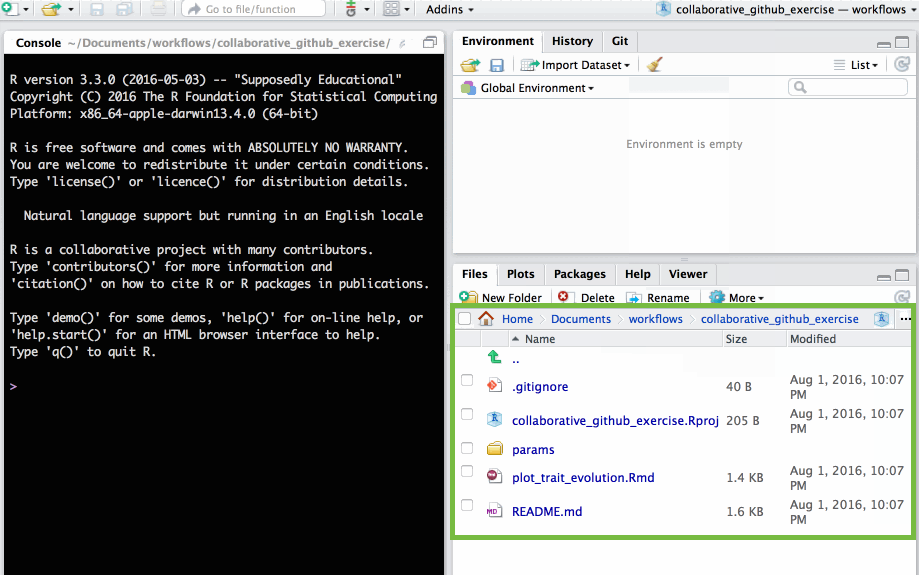 Go to file/function
Addins
collaborative_github_exercise — workflows
Console ~/Documents/workflows/collaborative_github_exercise/
R version 3.3.0 (2016-05-03) -- "Supposedly Educational"
Copyright (C) 2016 The R Foundation for Statistical Computing
Platform: x86_64-apple-darwin13.4.0 (64-bit)
R is free software and comes with ABSOLUTELY NO WARRANTY.
You are welcome to redistribute it under certain conditions.
Type 'license()' or 'licence()' for distribution details.
Natural language support but running in an English locale
R is a collaborative project with many contributors.
Type 'contributors()' for more information and
'citation()' on how to cite R or R packages in publications.
Type 'demo()' for some demos, 'help()' for on-line help, or
'help.start()' for an HTML browser interface to help.
Type 'q()' to quit R.
>
Environment History Git
Import Dataset List
Global Environment
Environment is empty
Files Plots Packages Help Viewer
New Folder Delete Rename More
Home Documents workflows collaborative_github_exercise R ...
Name Size Modified
..
.gitignore 40 B Aug 1, 2016, 10:07
PM
collaborative_github_exercise.Rproj 205 B Aug 1, 2016, 10:07
PM
params
plot_trait_evolution.Rmd 1.4 KB Aug 1, 2016, 10:07
PM
MD README.md 1.6 KB Aug 1, 2016, 10:07
PM